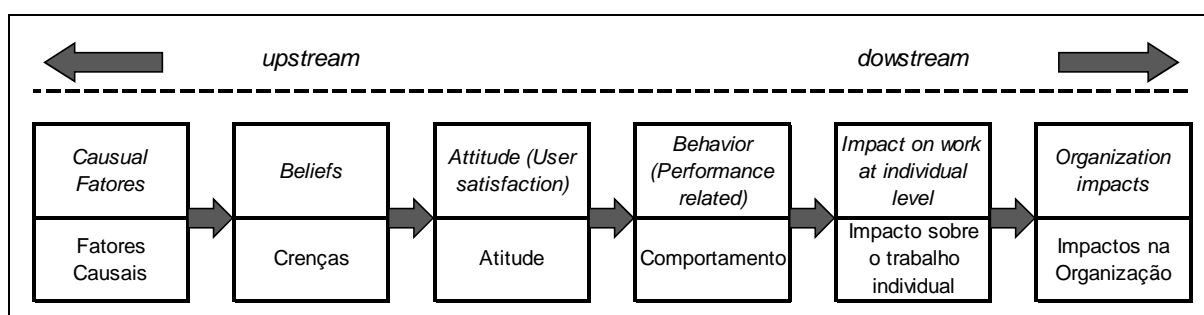 upstream
dowstream
Causual
Fatores
Beliefs
Attitude (User
satisfaction)
Behavior
(Performance
related)
Impact on work
at individual
level
Organization
impacts
Fatores
Causais
Crenças
Atitude
Comportamento
Impacto sobre
o trabalho
individual
Impactos na
Organização